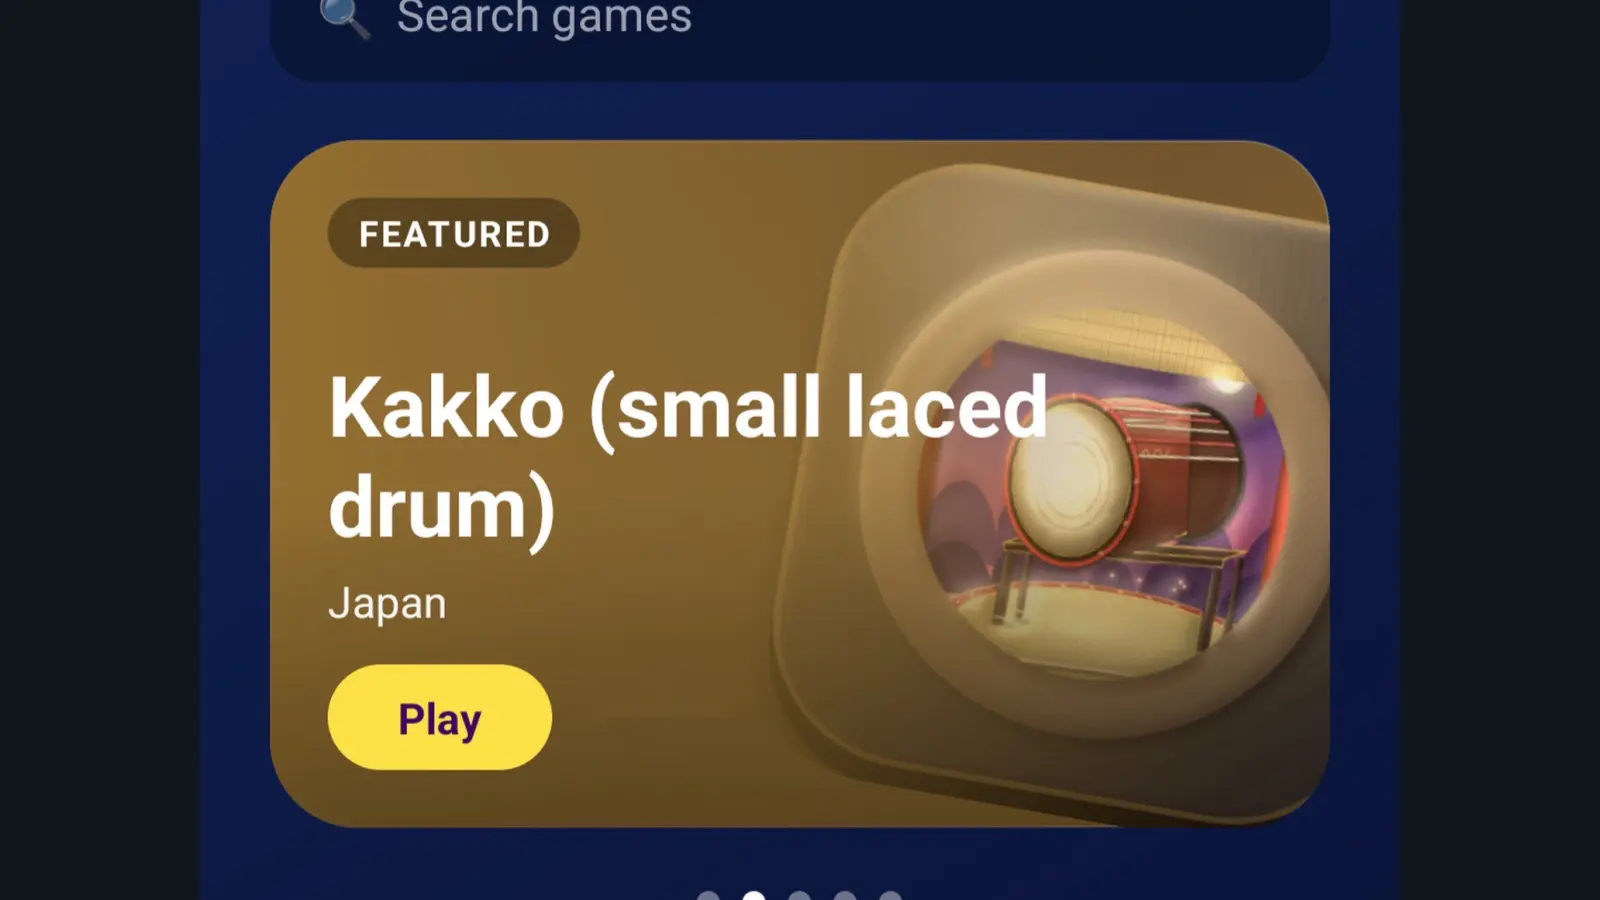 Search games
FEATURED
Kakko (small laced
drum)
Japan
Play